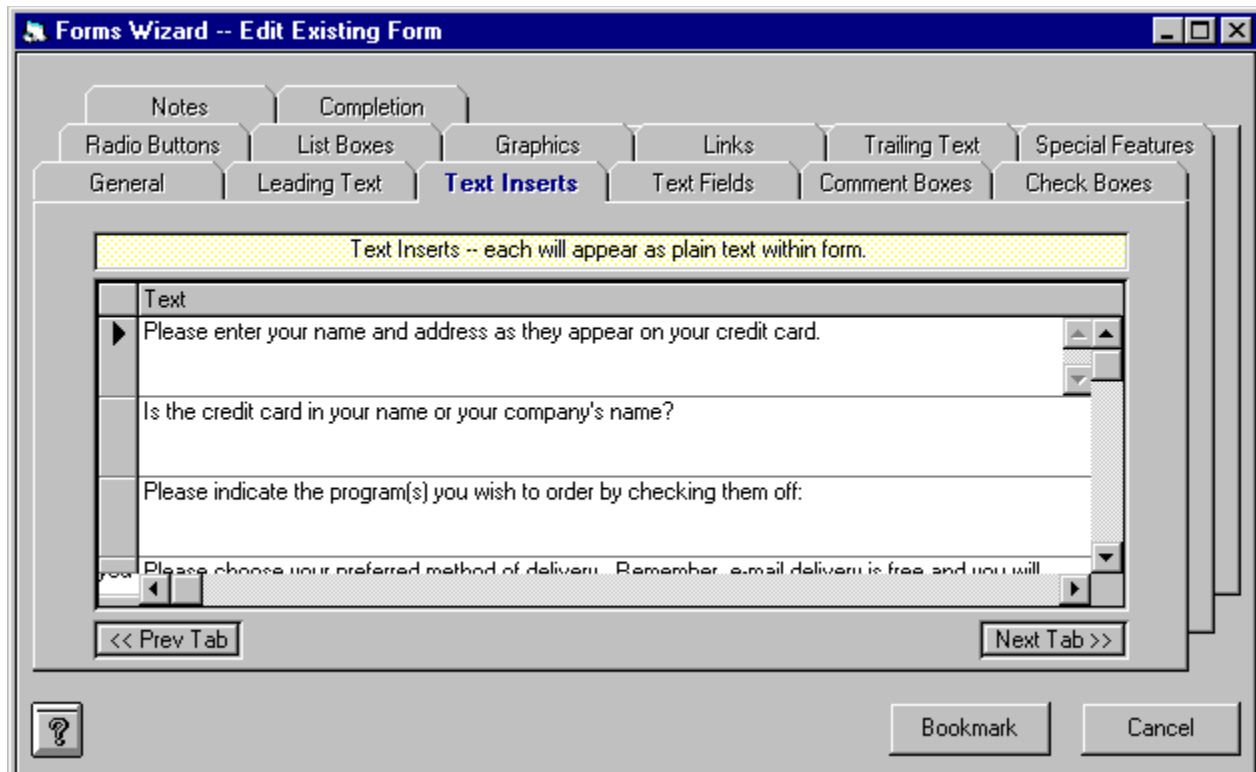 Forms Wizard -- Edit Existing Form
Notes Completion
Radio Buttons List Boxes Graphics Links Trailing Text Special Features
General Leading Text Text Inserts Text Fields Comment Boxes Check Boxes
Text Inserts -- each will appear as plain text within form.
Text
Please enter your name and address as they appear on your credit card.
Is the credit card in your name or your company's name?
Please indicate the program(s) you wish to order by checking them off:
you Please choose your preferred method of delivery. Remember, e-mail delivery is free and you will
<< Prev Tab Next Tab >>
? Bookmark Cancel